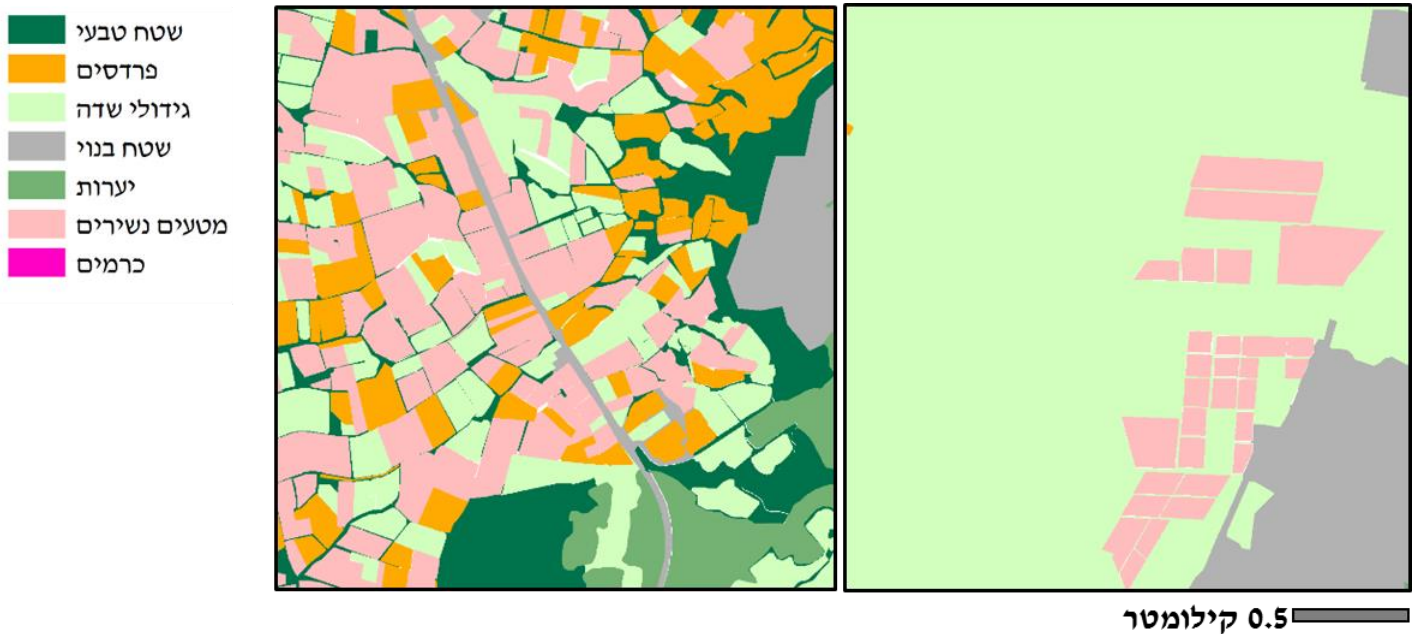 שטח טבעי
פרדסים
גידולי שדה
שטח בנוי
יערות
מטעים נשירים
כרמים
0.5 קילומטר